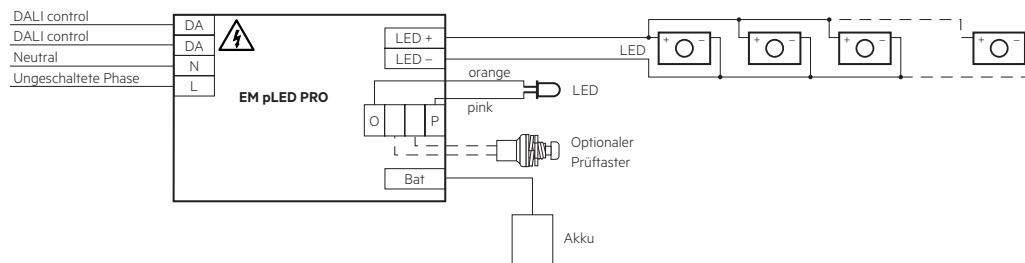 DALI control
DALI control
Neutral
Ungeschaltete Phase
DA
DA
N
L
EM pLED PRO
LED +
LED –
O
P
Bat
orange
pink
LED
Optionaler
Prüftaster
Akku
LED
+ –
+ –
+ –
+ –